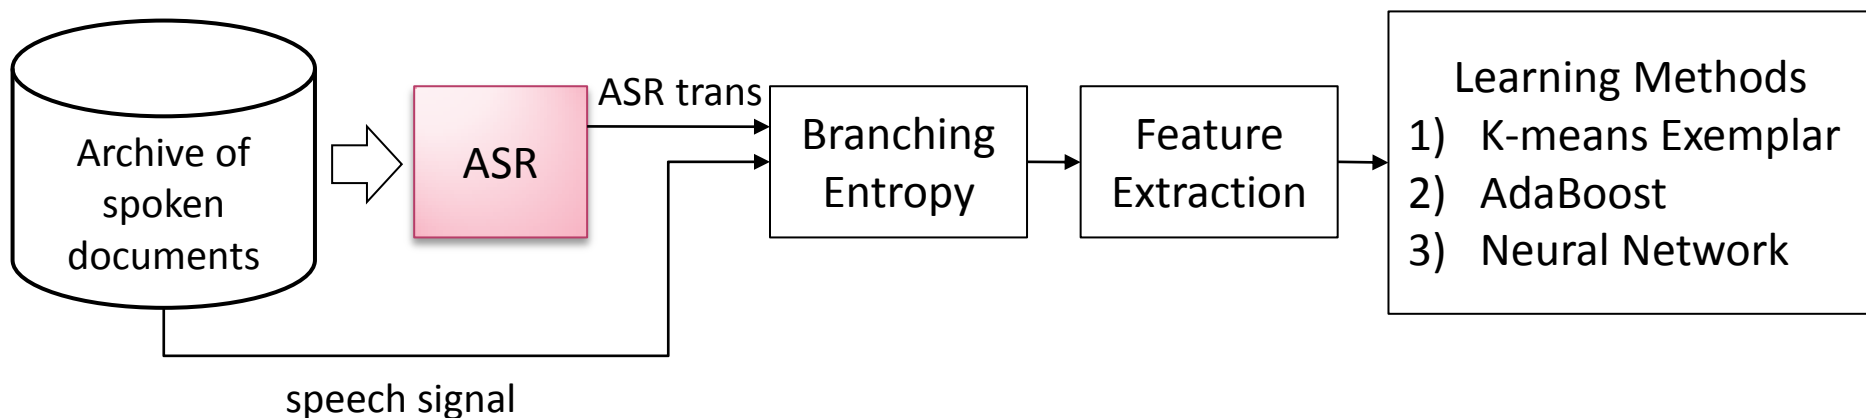 Archive of
spoken
documents
ASR
ASR trans
speech signal
Branching
Entropy
Feature
Extraction
Learning Methods
1) K-means Exemplar
2) AdaBoost
3) Neural Network